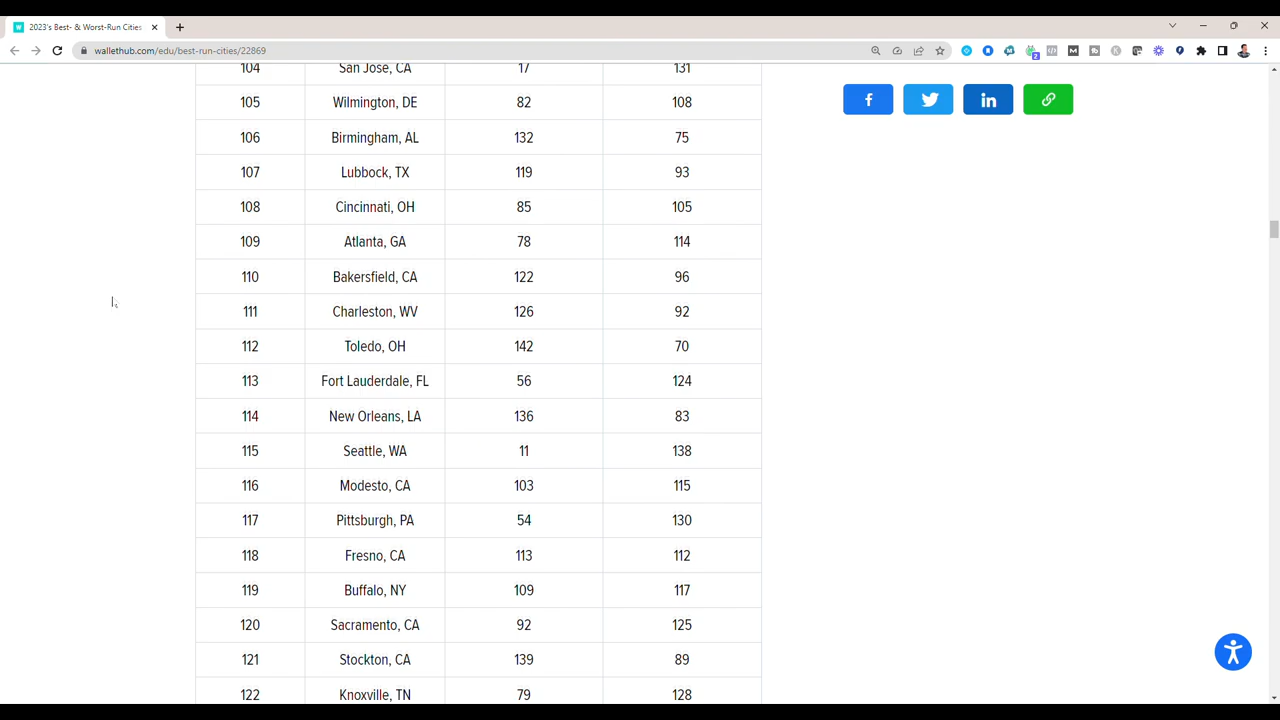 2023's Best- & Worst-Run Cities
wallethub.com/edu/best-run-cities/22869
104 San Jose, CA 17 131
105 Wilmington, DE 82 108
106 Birmingham, AL 132 75
107 Lubbock, TX 119 93
108 Cincinnati, OH 85 105
109 Atlanta, GA 78 114
110 Bakersfield, CA 122 96
111 Charleston, WV 126 92
112 Toledo, OH 142 70
113 Fort Lauderdale, FL 56 124
114 New Orleans, LA 136 83
115 Seattle, WA 11 138
116 Modesto, CA 103 115
117 Pittsburgh, PA 54 130
118 Fresno, CA 113 112
119 Buffalo, NY 109 117
120 Sacramento, CA 92 125
121 Stockton, CA 139 89
122 Knoxville, TN 79 128